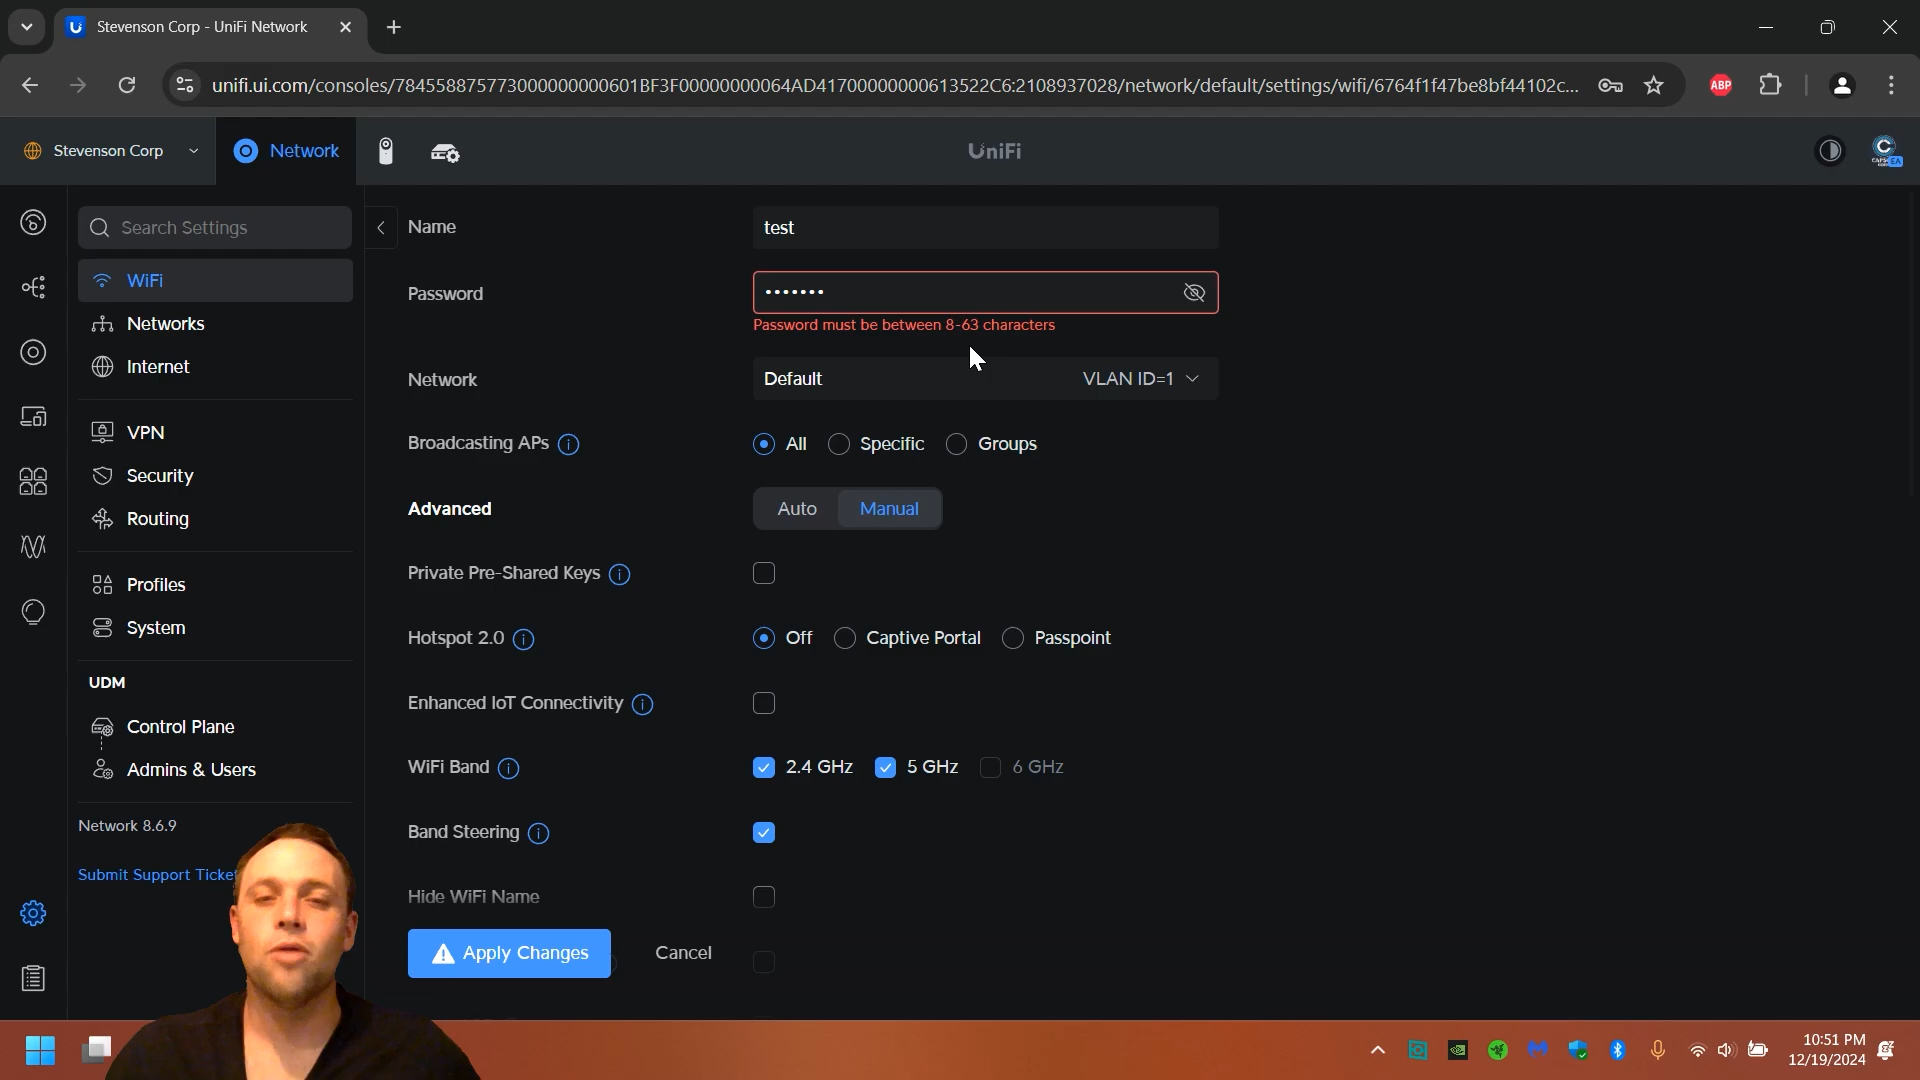 Stevenson Corp - UniFi Network
unifi.ui.com/consoles/784558875773000000000601BF3F00000000064AD41700000000613522C6:2108937028/network/default/settings/wifi/6764f1f47be8bf44102c...
ABP
Stevenson Corp
Network
UniFi
EA
Search Settings
Name
test
WiFi
Password
•••••••
Password must be between 8-63 characters
Networks
Internet
Network
Default
VLAN ID=1
VPN
Broadcasting APs
All
Specific
Groups
Security
Routing
Advanced
Auto
Manual
Profiles
Private Pre-Shared Keys
System
Hotspot 2.0
Off
Captive Portal
Passpoint
UDM
Enhanced IoT Connectivity
Control Plane
Admins & Users
WiFi Band
2.4 GHz
5 GHz
6 GHz
Network 8.6.9
Band Steering
Submit Support Ticket
Hide WiFi Name
Apply Changes
Cancel
10:51 PM
12/19/2024